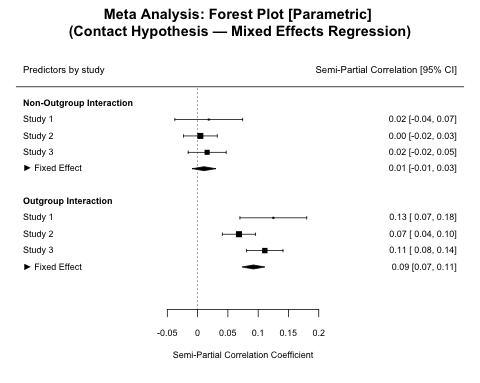 Meta Analysis: Forest Plot [Parametric]
(Contact Hypothesis — Mixed Effects Regression)
Predictors by study Semi-Partial Correlation [95% CI]
Non-Outgroup Interaction
Study 1 0.02 [-0.04, 0.07]
Study 2 0.00 [-0.02, 0.03]
Study 3 0.02 [-0.02, 0.05]
► Fixed Effect 0.01 [-0.01, 0.03]
Outgroup Interaction
Study 1 0.13 [ 0.07, 0.18]
Study 2 0.07 [ 0.04, 0.10]
Study 3 0.11 [ 0.08, 0.14]
► Fixed Effect 0.09 [0.07, 0.11]
-0.05 0 0.05 0.1 0.15 0.2
Semi-Partial Correlation Coefficient